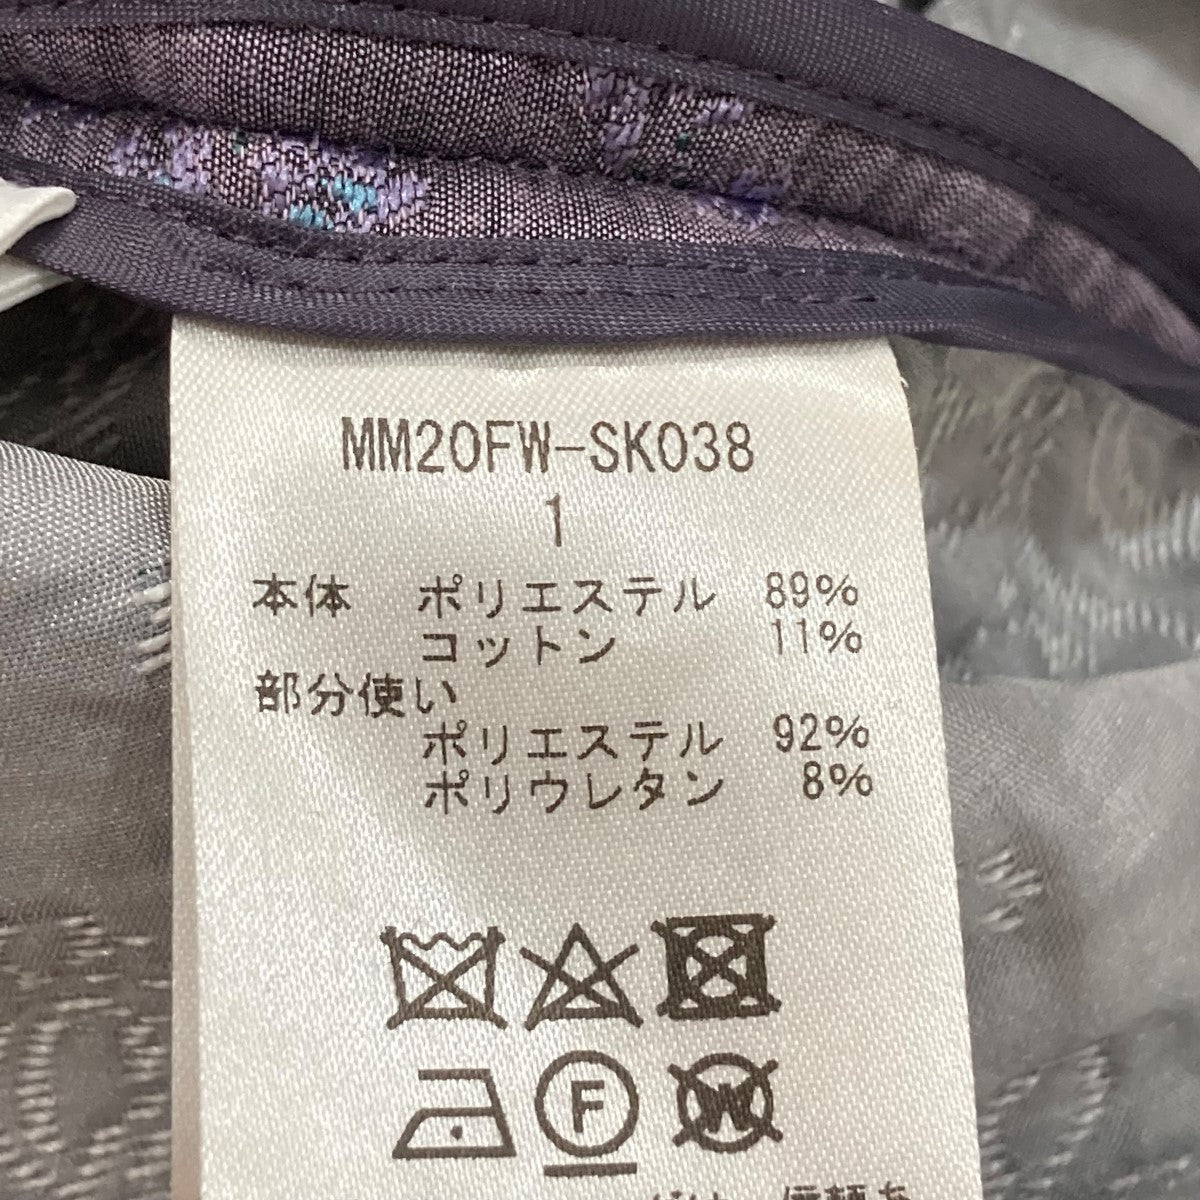 MM20FW-SK038
1
本体 ポリエステル 89%
コットン 11%
部分使い
ポリエステル 92%
ポリウレタン 8%
F
W